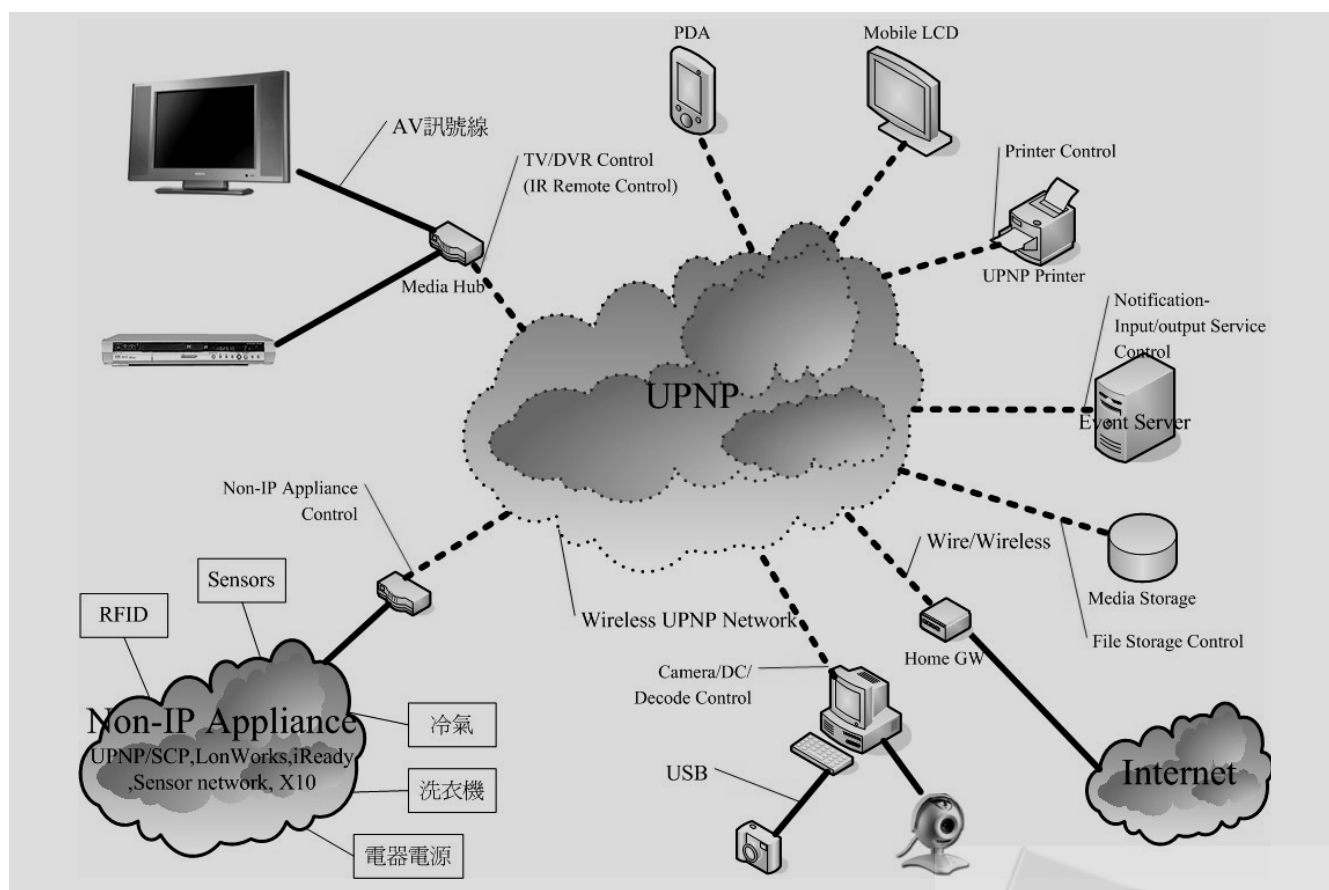 PDA
Mobile LCD
AV訊號線
TV/DVR Control
(IR Remote Control)
Printer Control
Media Hub
UPNP Printer
Notification-
Input/output Service
Control
UPNP
Event Server
Non-IP Appliance
Control
Wire/Wireless
Sensors
Media Storage
RFID
Wireless UPNP Network
File Storage Control
Home GW
Camera/DC/
Decode Control
Non-IP Appliance
UPNP/SCP,LonWorks,iReady
,Sensor network, X10
冷氣
USB
Internet
洗衣機
電器電源